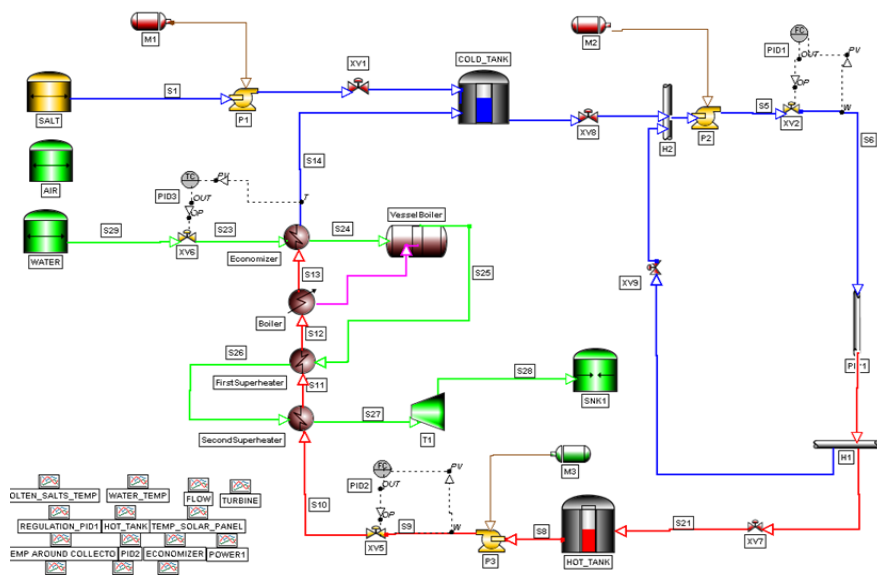 M1
M2
FC
PID1
OUT
PV
OP
XV1
COLD_TANK
S1
SALT
P1
XV8
H2
P2
S5
XV2
W
S6
S14
AIR
TC
PID3
PV
OUT
OP
T
VesselBoiler
S29
S23
S24
WATER
XV6
Economizer
S25
S13
XV9
Boiler
S12
S26
FirstSuperheater
S11
S28
SNK1
S27
SecondSuperheater
T1
H1
FC
PID2
PV
OUT
OP
M3
S10
OLTEN_SALTS_TEMP
WATER_TEMP
FLOW
TURBINE
REGULATION_PID1
HOT_TANK
TEMP_SOLAR_PANEL
S9
W
S8
S21
XV5
P3
HOT_TANK
XV7
EMP AROUND COLLECTO
PID2
ECONOMIZER
POWER1